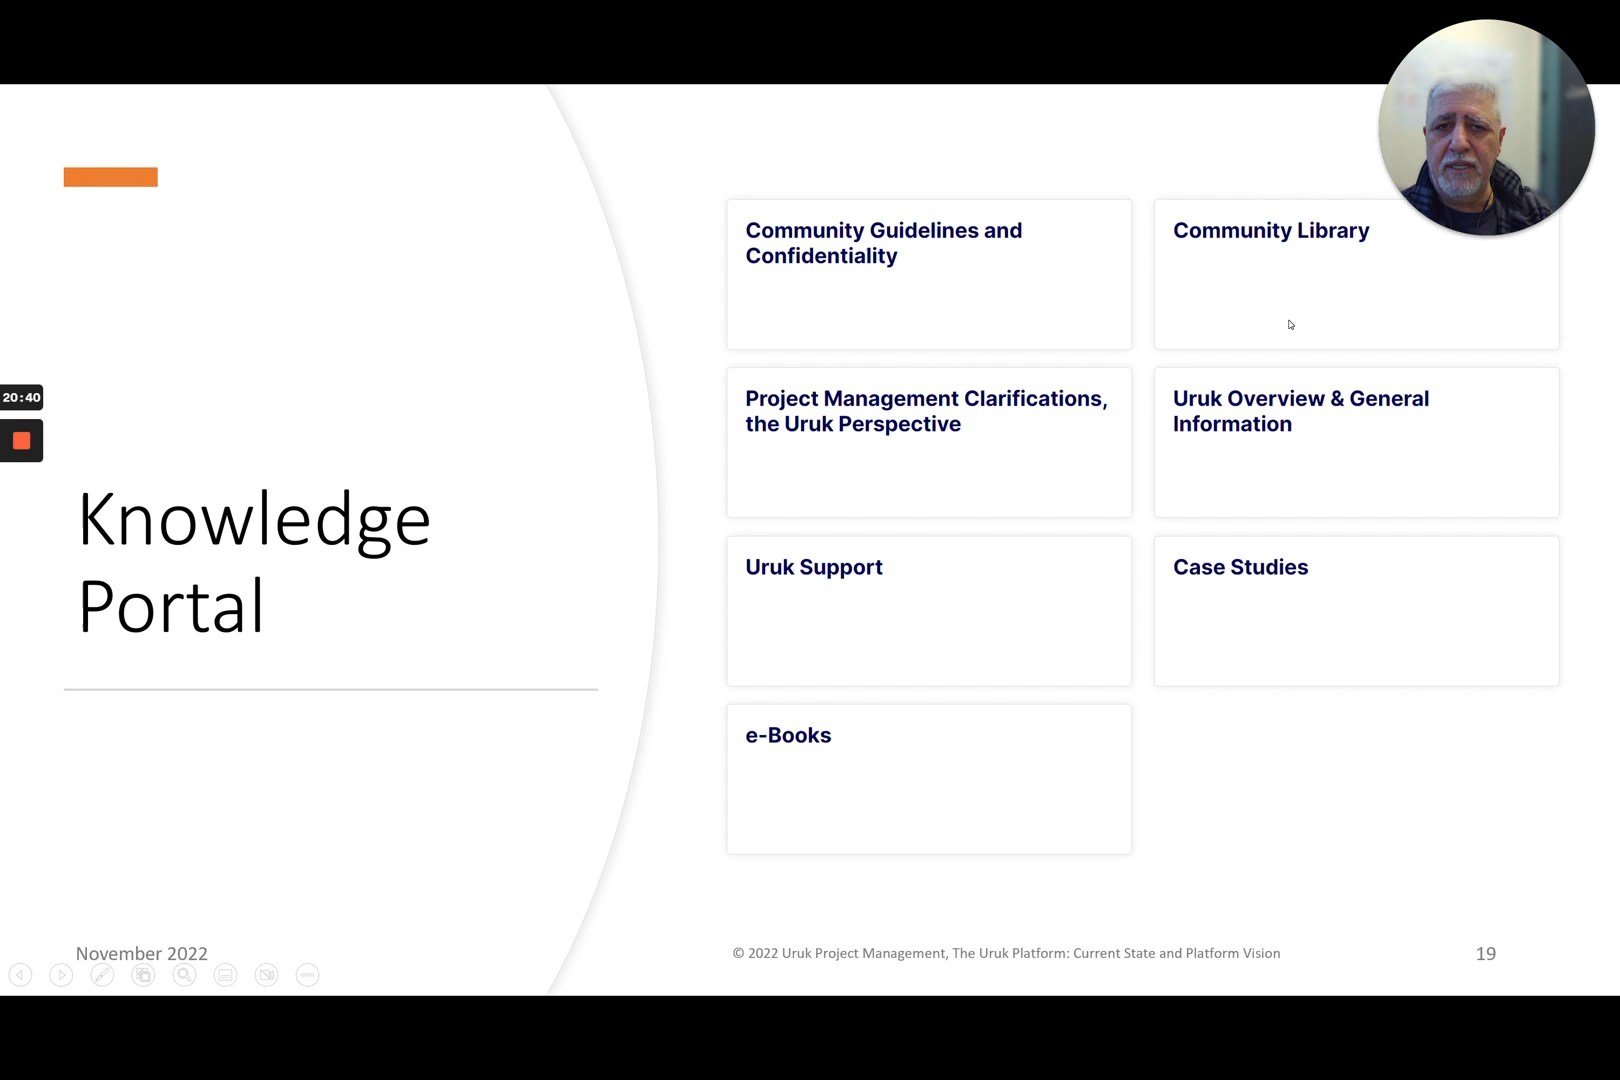 20:40
Knowledge
Portal
Community Guidelines and
Confidentiality
Community Library
Project Management Clarifications,
the Uruk Perspective
Uruk Overview & General
Information
Uruk Support
Case Studies
e-Books
November 2022
© 2022 Uruk Project Management, The Uruk Platform: Current State and Platform Vision
19